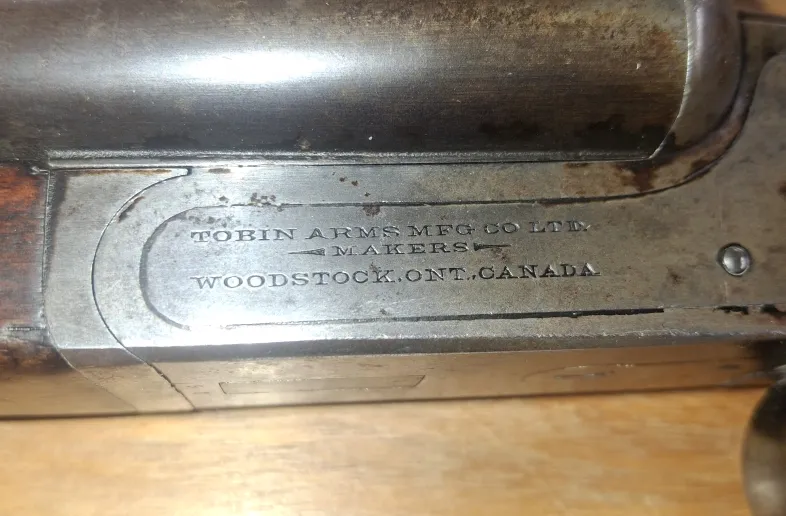 TOBIN ARMS MFG CO LTD.
MAKERS
WOODSTOCK.ONT.,CANADA